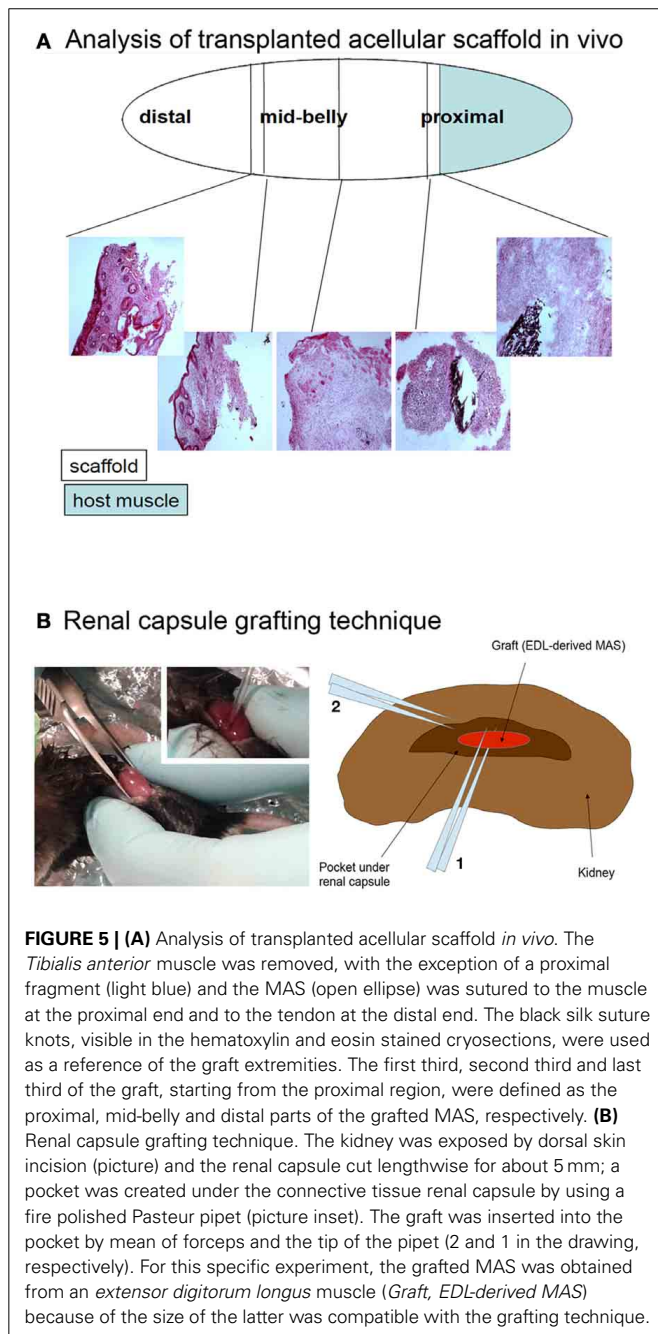 A Analysis of transplanted acellular scaffold in vivo
distal mid-belly proximal
scaffold
host muscle
B Renal capsule grafting technique
Graft (EDL-derived MAS)
2
1
Pocket under
renal capsule
Kidney
FIGURE 5 | (A) Analysis of transplanted acellular scaffold in vivo. The
Tibialis anterior muscle was removed, with the exception of a proximal
fragment (light blue) and the MAS (open ellipse) was sutured to the muscle
at the proximal end and to the tendon at the distal end. The black silk suture
knots, visible in the hematoxylin and eosin stained cryosections, were used
as a reference of the graft extremities. The first third, second third and last
third of the graft, starting from the proximal region, were defined as the
proximal, mid-belly and distal parts of the grafted MAS, respectively. (B)
Renal capsule grafting technique. The kidney was exposed by dorsal skin
incision (picture) and the renal capsule cut lengthwise for about 5 mm; a
pocket was created under the connective tissue renal capsule by using a
fire polished Pasteur pipet (picture inset). The graft was inserted into the
pocket by mean of forceps and the tip of the pipet (2 and 1 in the drawing,
respectively). For this specific experiment, the grafted MAS was obtained
from an extensor digitorum longus muscle (Graft, EDL-derived MAS)
because of the size of the latter was compatible with the grafting technique.